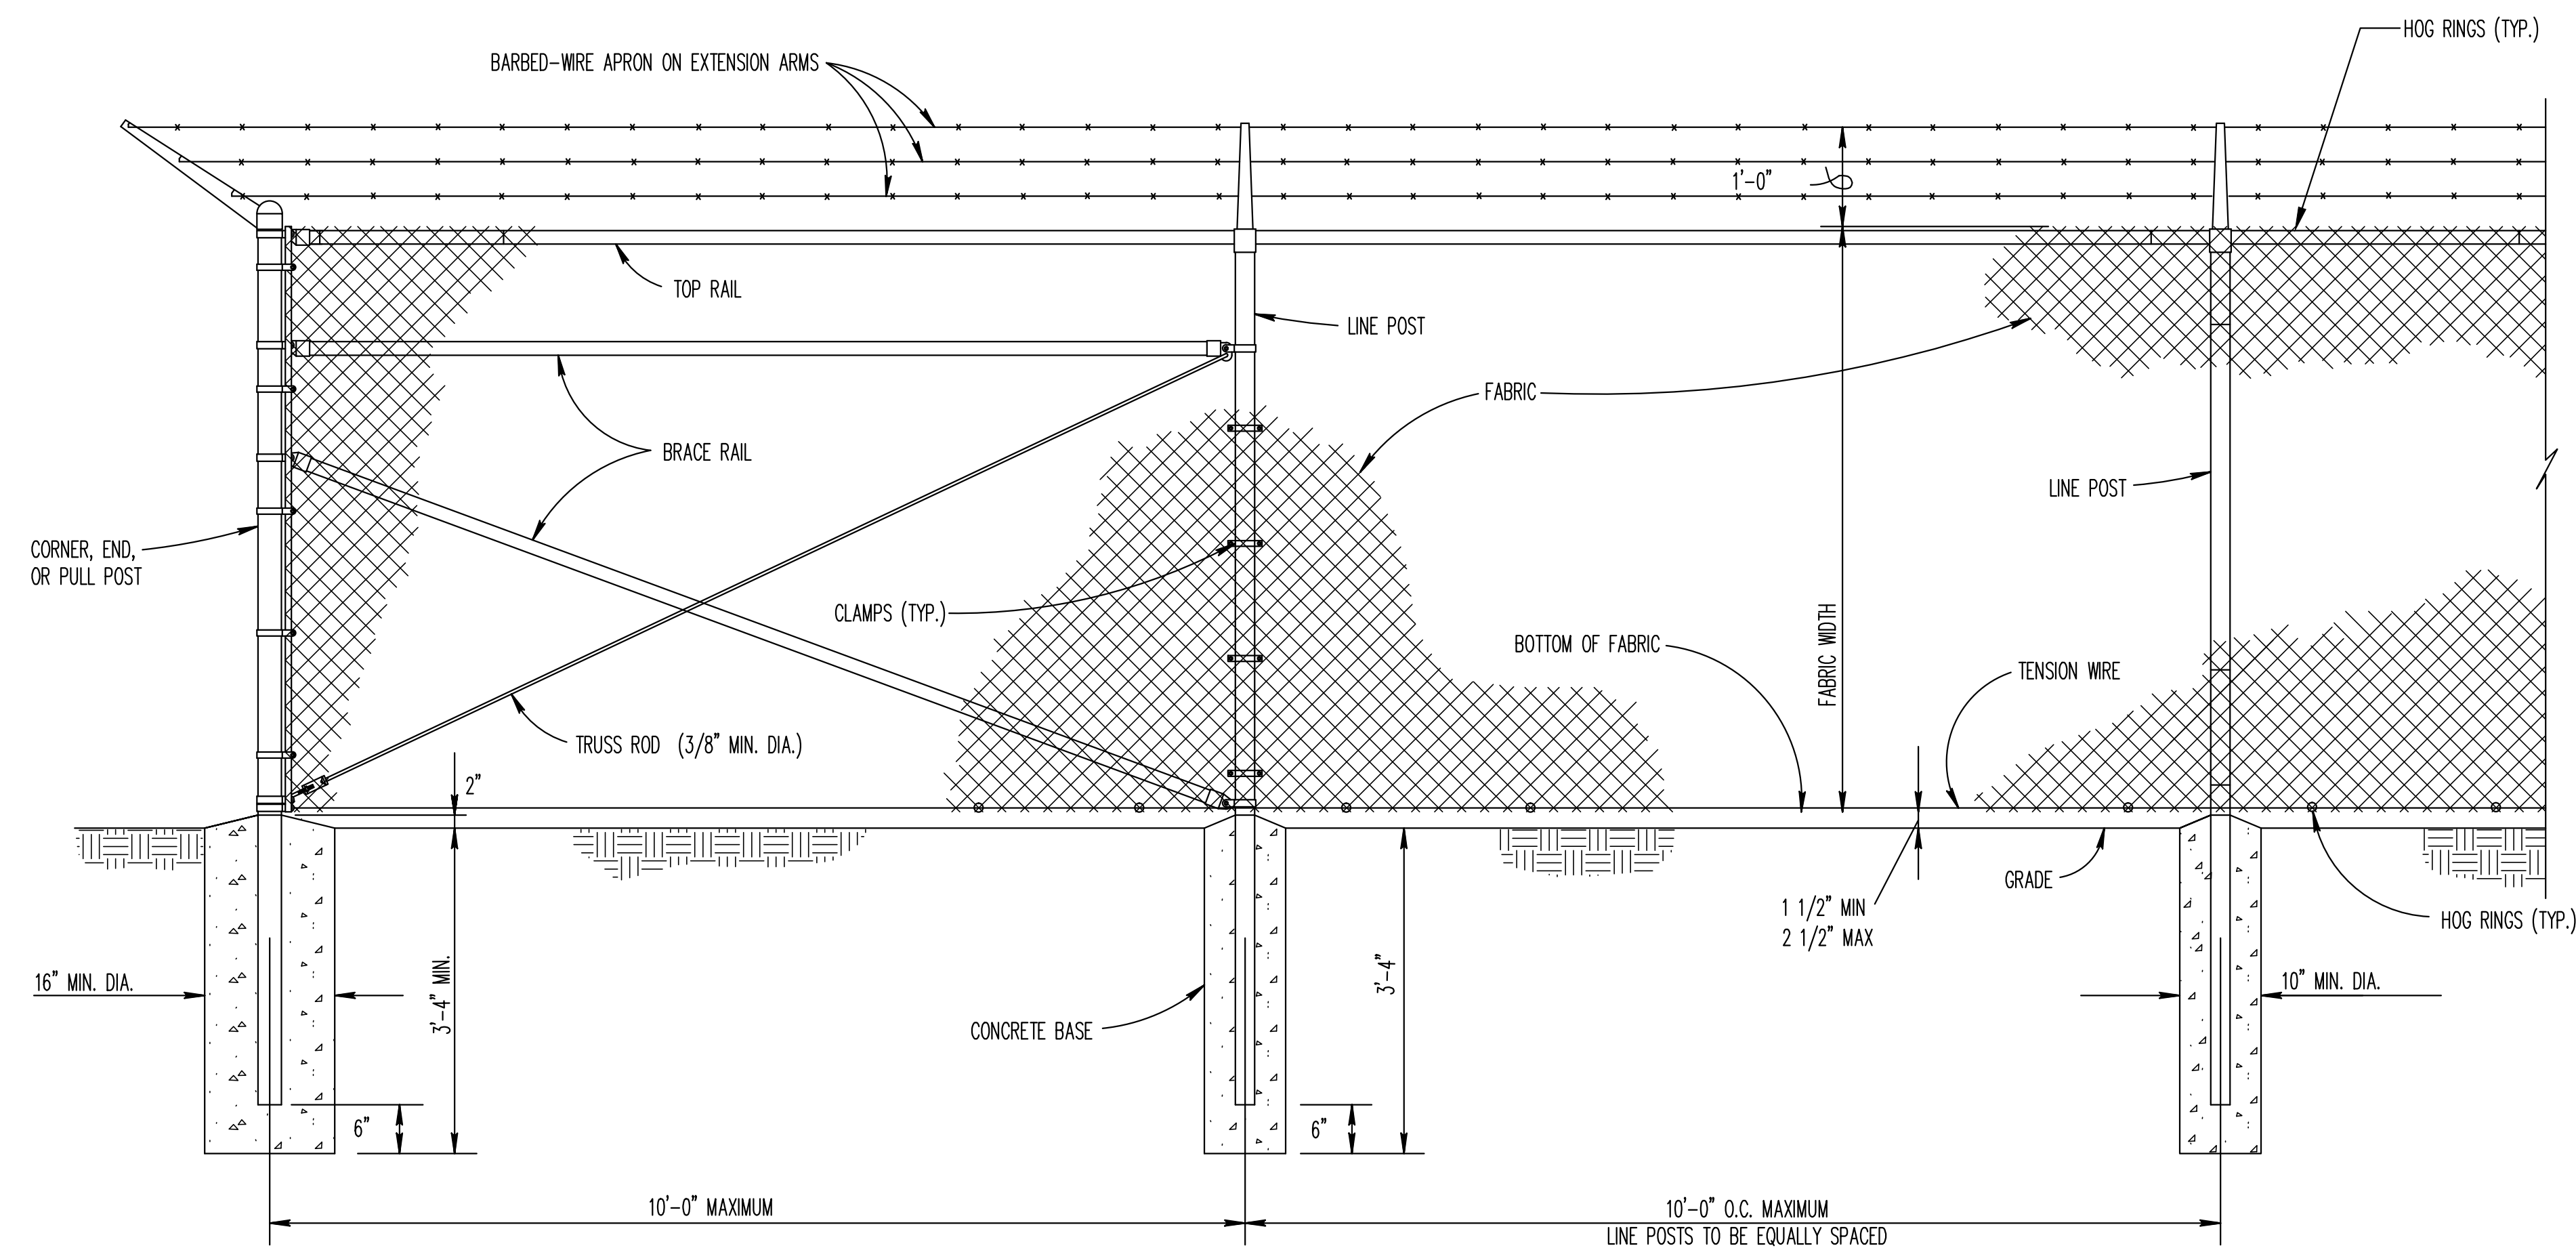 HOG RINGS (TYP.)
BARBED-WIRE APRON ON EXTENSION ARMS
1'-0"
TOP RAIL
LINE POST
FABRIC
BRACE RAIL
LINE POST
CORNER, END,
OR PULL POST
CLAMPS (TYP.)
FABRIC WIDTH
BOTTOM OF FABRIC
TENSION WIRE
TRUSS ROD (3/8" MIN. DIA.)
2"
GRADE
1 1/2" MIN
2 1/2" MAX
HOG RINGS (TYP.)
16" MIN. DIA.
3'-4" MIN.
3'-4"
10" MIN. DIA.
CONCRETE BASE
6"
6"
10'-0" MAXIMUM
10'-0" O.C. MAXIMUM
LINE POSTS TO BE EQUALLY SPACED